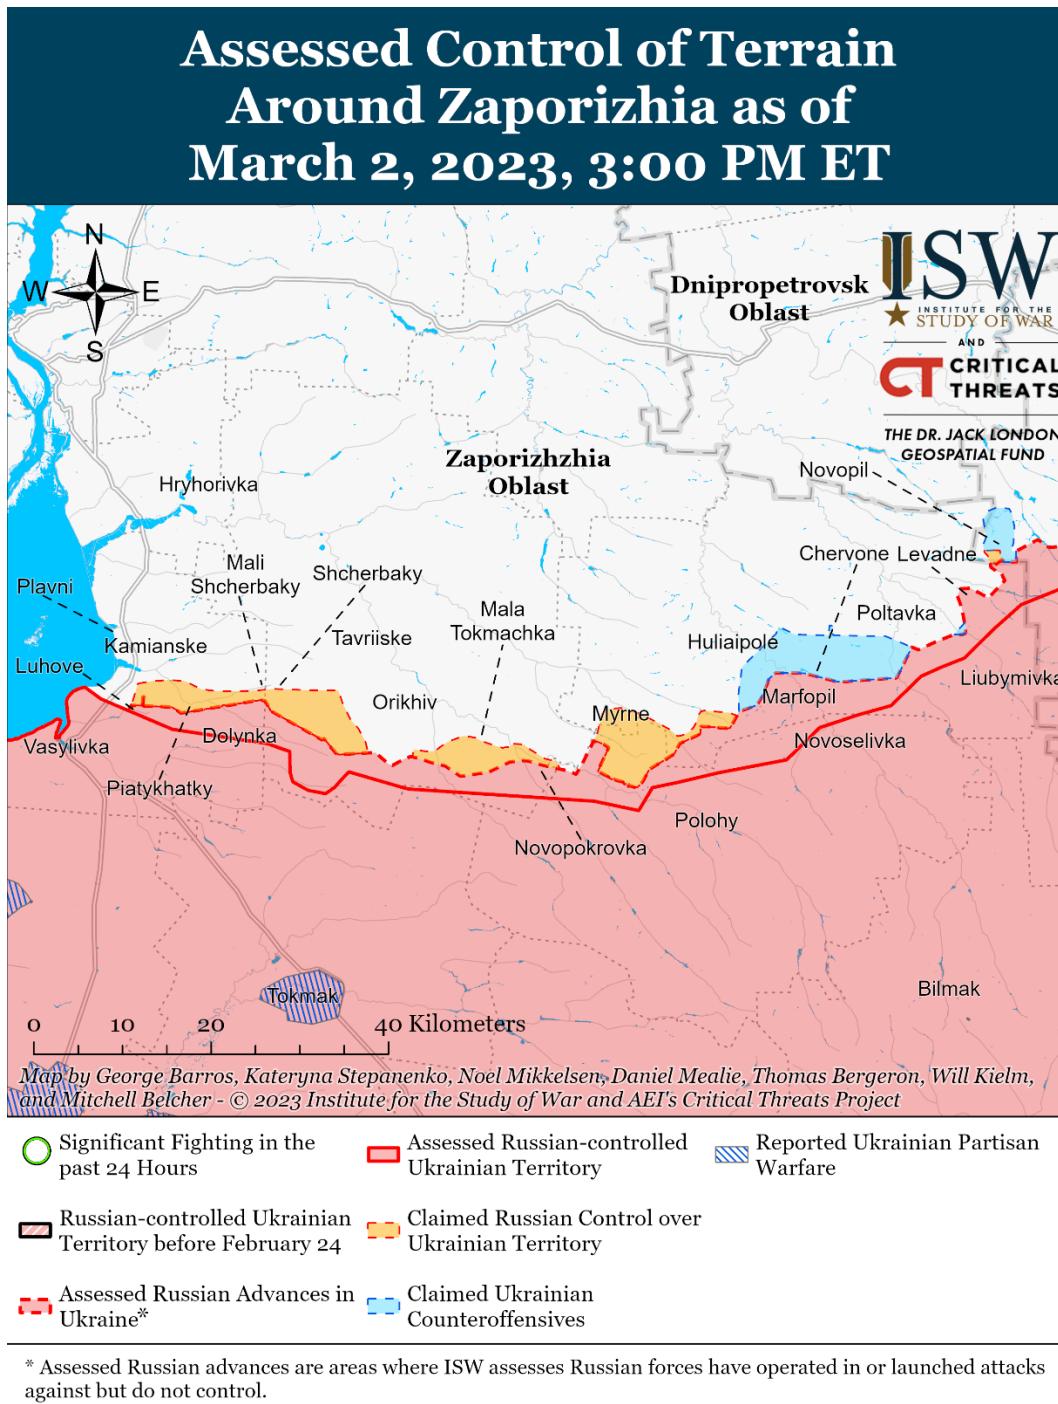 Assessed Control of Terrain
Around Zaporizhia as of
March 2, 2023, 3:00 PM ET
N
W E
S
ISW
INSTITUTE FOR THE
STUDY OF WAR
AND
CT CRITICAL
THREATS
THE DR. JACK LONDON
GEOSPATIAL FUND
Dnipropetrovsk
Oblast
Zaporizhzhia
Oblast
Novopil
Hryhorivka
Chervone
Levadne
Mali
Shcherbaky
Shcherbaky
Plavni
Mala
Tokmachka
Poltavka
Kamianske
Tavriiske
Huliaipole
Luhove
Liubymivka
Orikhiv
Marfopil
Myrne
Vasylivka
Dolynka
Novoselivka
Piatykhatky
Polohy
Novopokrovka
Tokmak
Bilmak
0 10 20 40 Kilometers
Map by George Barros, Kateryna Stepanenko, Noel Mikkelsen, Daniel Mealie, Thomas Bergeron, Will Kielm,
and Mitchell Belcher - © 2023 Institute for the Study of War and AEI's Critical Threats Project
Significant Fighting in the
past 24 Hours
Assessed Russian-controlled
Ukrainian Territory
Reported Ukrainian Partisan
Warfare
Russian-controlled Ukrainian
Territory before February 24
Claimed Russian Control over
Ukrainian Territory
Assessed Russian Advances in
Ukraine*
Claimed Ukrainian
Counteroffensives
* Assessed Russian advances are areas where ISW assesses Russian forces have operated in or launched attacks
against but do not control.